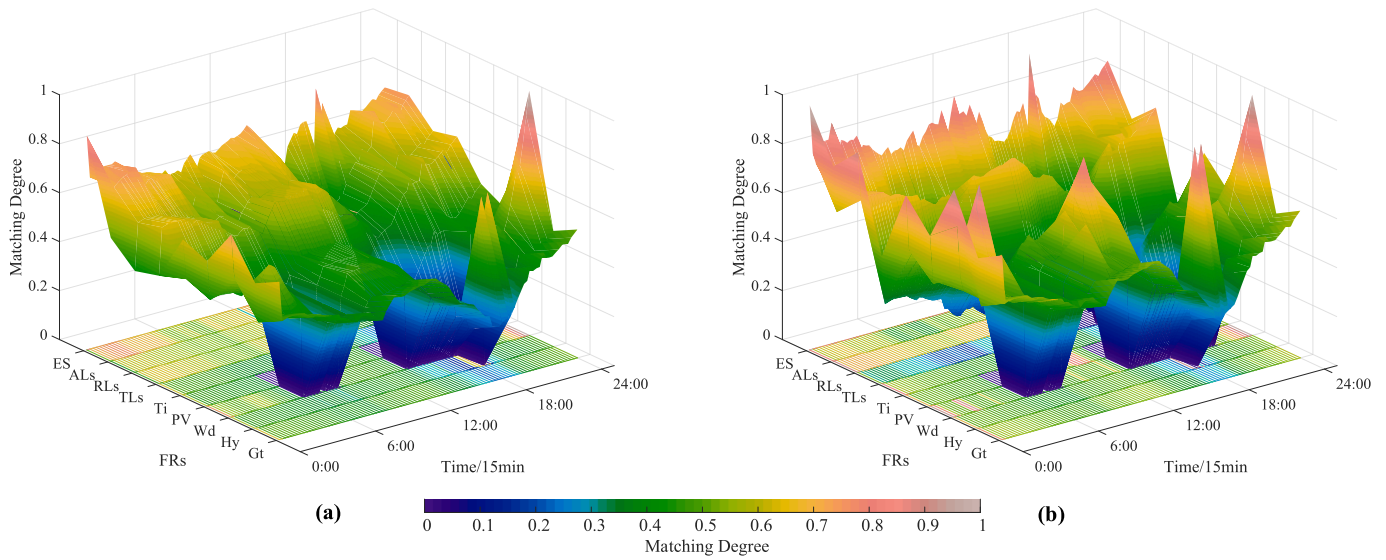 1
0.8
0.6
0.4
0.2
0
Matching Degree
ES
ALs
RLs
TLs
Ti
PV
Wd
Hy
Gt
FRs
0:00
6:00
12:00
18:00
24:00
Time/15min
(a)
1
0.8
0.6
0.4
0.2
0
Matching Degree
ES
ALs
RLs
TLs
Ti
PV
Wd
Hy
Gt
FRs
0:00
6:00
12:00
18:00
24:00
Time/15min
(b)
0 0.1 0.2 0.3 0.4 0.5 0.6 0.7 0.8 0.9 1
Matching Degree